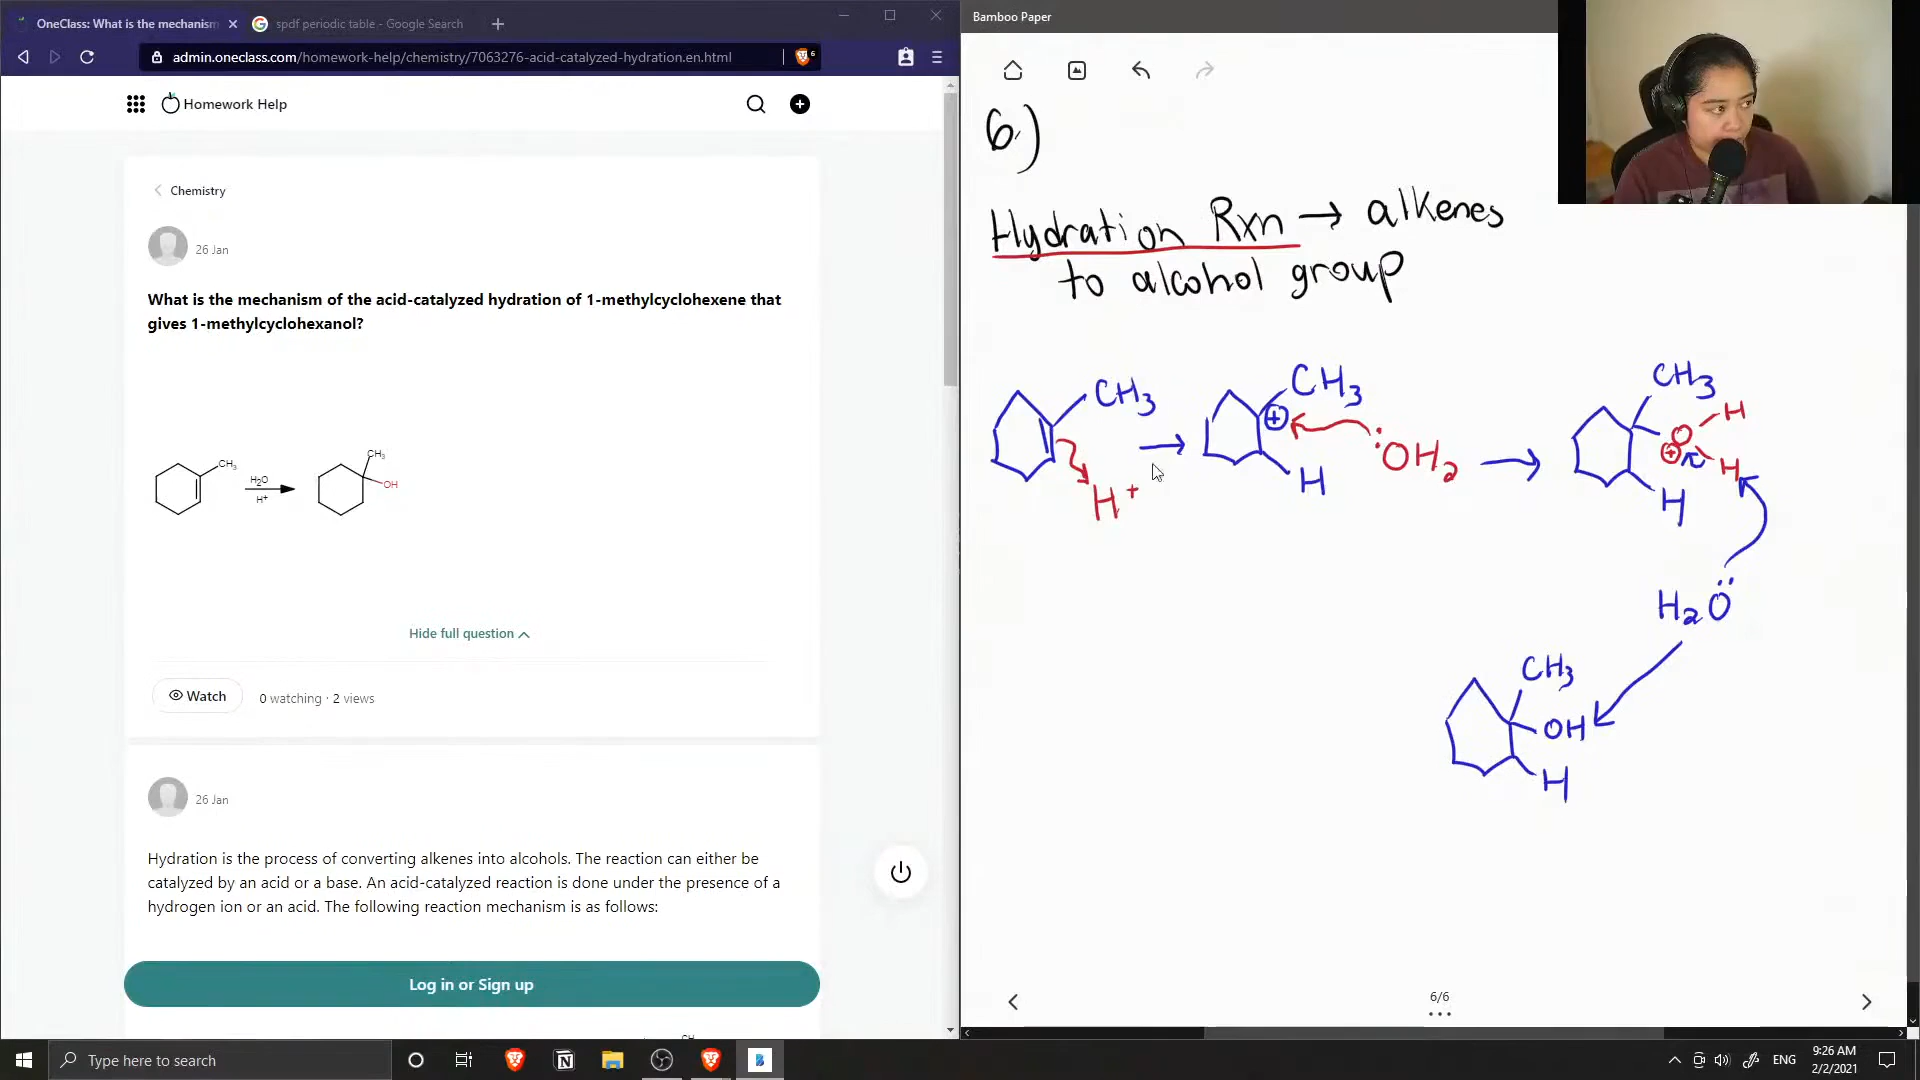 OneClass: What is the mechanism
spdf periodic table - Google Search
admin.oneclass.com/homework-help/chemistry/7063276-acid-catalyzed-hydration.en.html
6
Homework Help
Chemistry
26 Jan
What is the mechanism of the acid-catalyzed hydration of 1-methylcyclohexene that
gives 1-methylcyclohexanol?
CH₃
H₂O
H⁺
CH₃
OH
Hide full question
Watch
0 watching · 2 views
26 Jan
Hydration is the process of converting alkenes into alcohols. The reaction can either be
catalyzed by an acid or a base. An acid-catalyzed reaction is done under the presence of a
hydrogen ion or an acid. The following reaction mechanism is as follows:
Log in or Sign up
CH
Bamboo Paper
6.)
Hydration Rxn → alkenes
to alcohol group
CH₃
H⁺
→
CH₃
+
H
:OH₂
→
CH₃
O
H
+
H
H
H₂O
CH₃
OH
H
6/6
Type here to search
ENG
9:26 AM
2/2/2021